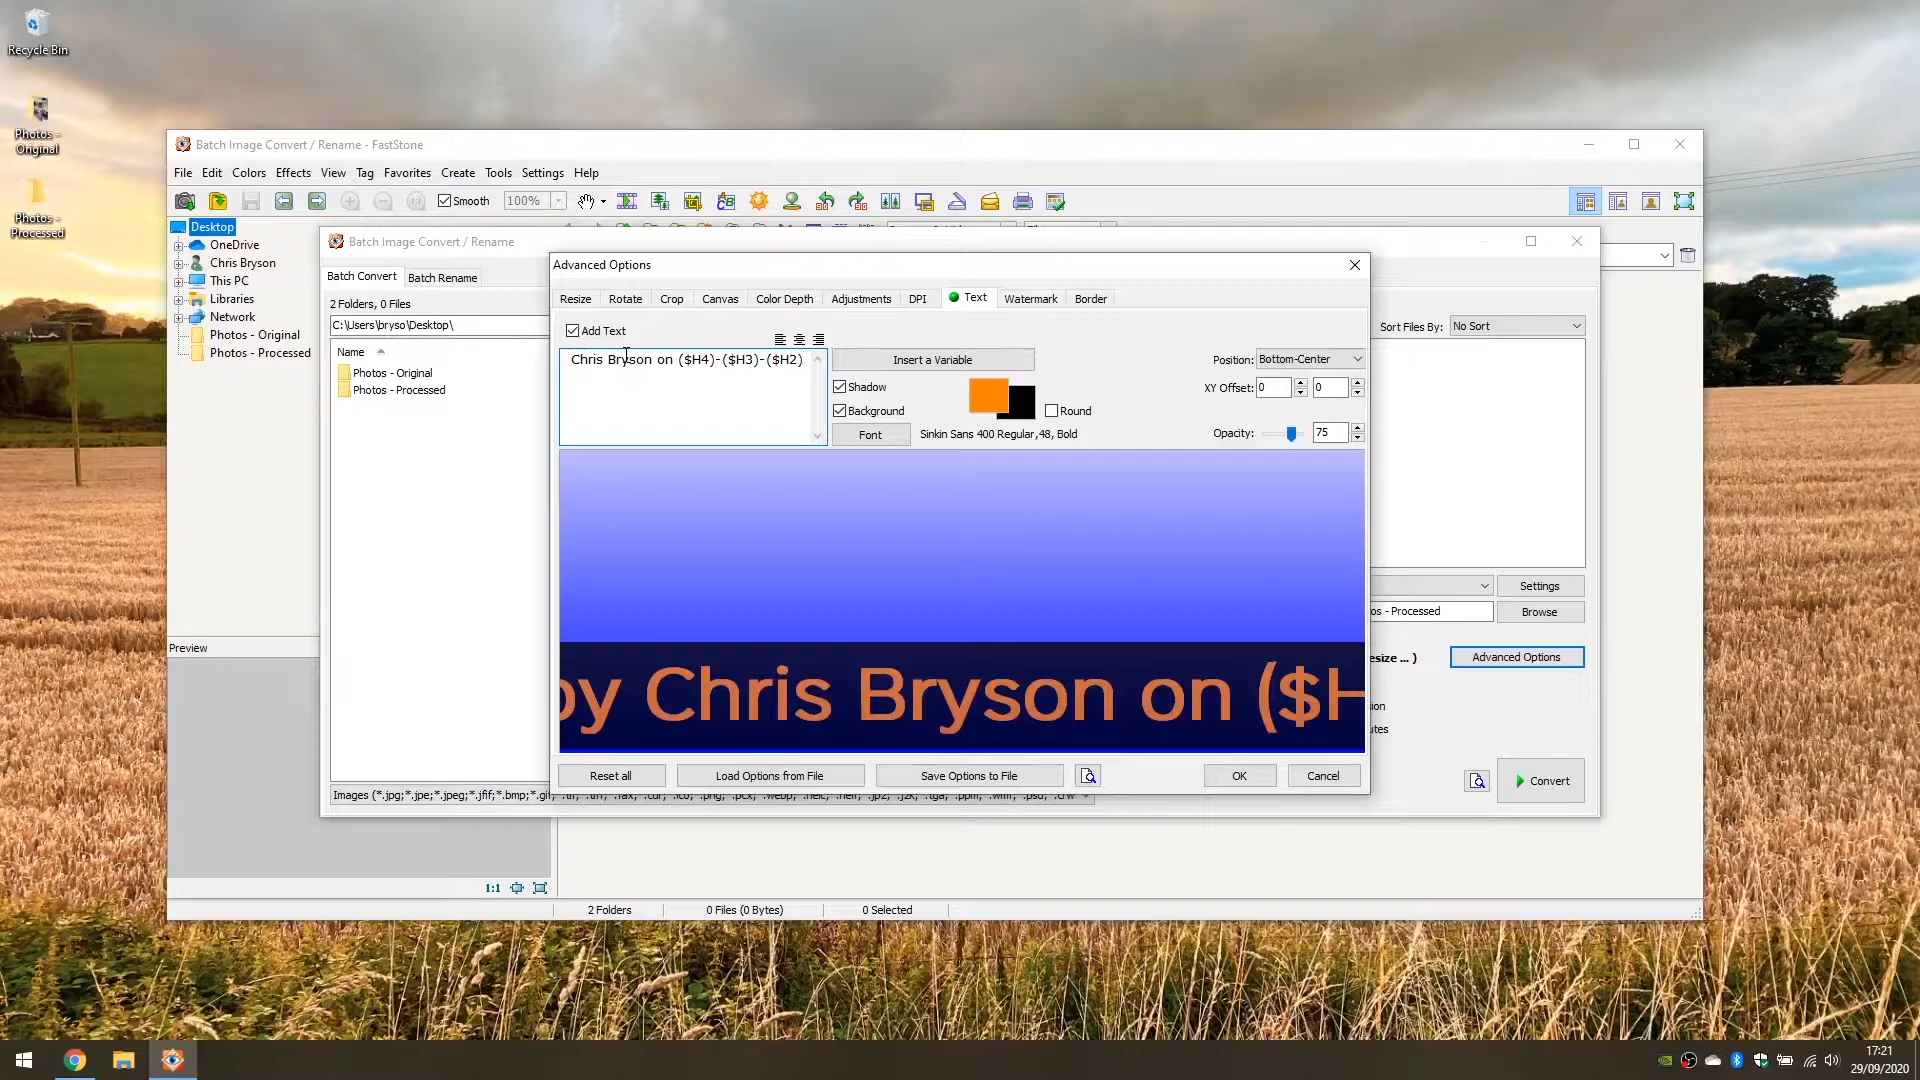 Recycle Bin
Photos - Original
Photos - Processed
Batch Image Convert / Rename - FastStone
File Edit Colors Effects View Tag Favorites Create Tools Settings Help
Smooth 100%
Desktop
OneDrive
Chris Bryson
This PC
Libraries
Network
Photos - Original
Photos - Processed
Preview
1:1
2 Folders 0 Files (0 Bytes) 0 Selected
Batch Image Convert / Rename
Batch Convert Batch Rename
2 Folders, 0 Files
C:\Users\bryso\Desktop\
Name
Photos - Original
Photos - Processed
Sort Files By: No Sort
Settings
os - Processed Browse
esize ... ) Advanced Options
Convert
Advanced Options
Resize Rotate Crop Canvas Color Depth Adjustments DPI Text Watermark Border
Add Text
Chris Bryson on ($H4)-($H3)-($H2)
Insert a Variable
Position: Bottom-Center
Shadow
XY Offset: 0 0
Background Round
Font Sinkin Sans 400 Regular,48, Bold
Opacity: 75
by Chris Bryson on ($H
Reset all Load Options from File Save Options to File OK Cancel
17:21
29/09/2020